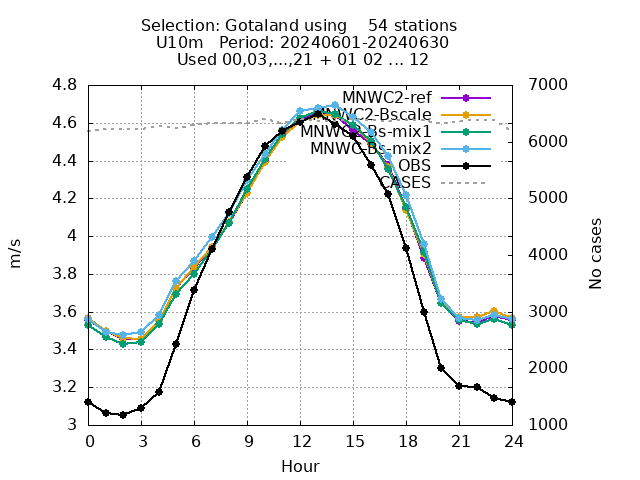 Selection: Gotaland using    54 stations
U10m   Period: 20240601-20240630
Used 00,03,...,21 + 01 02 ... 12
4.8
4.6
4.4
4.2
4
3.8
3.6
3.4
3.2
3
7000
6000
5000
4000
3000
2000
1000
MNWC2-ref
MNWC2-Bscale
MNWC-Bs-mix1
MNWC-Bs-mix2
OBS
CASES
m/s
No cases
0 3 6 9 12 15 18 21 24
Hour